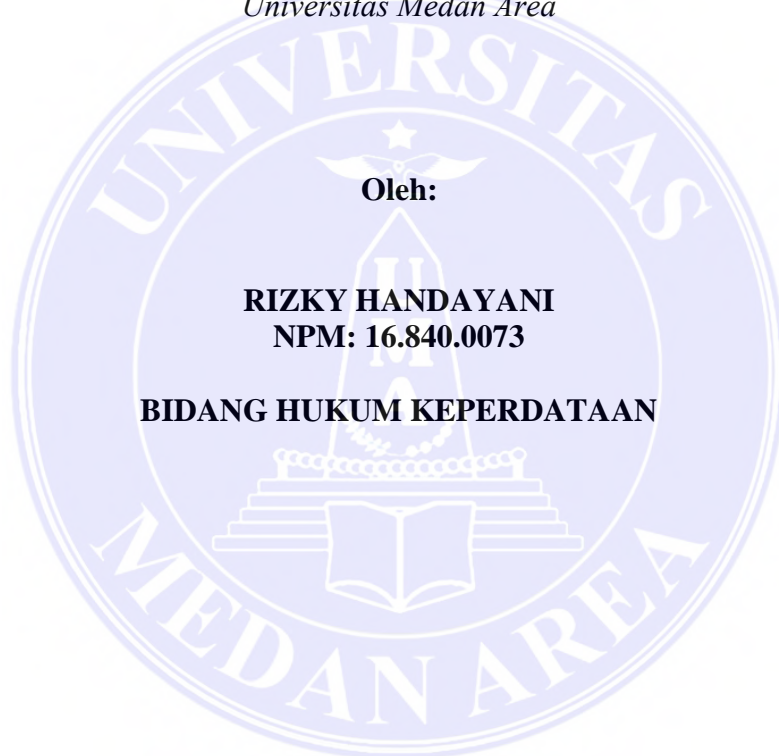 Universitas Medan Area
UNIVERSITAS
Oleh:
U
RIZKY HANDAYANI
NPM: 16.840.0073
M
A
BIDANG HUKUM KEPERDATAAN
MEDAN AREA